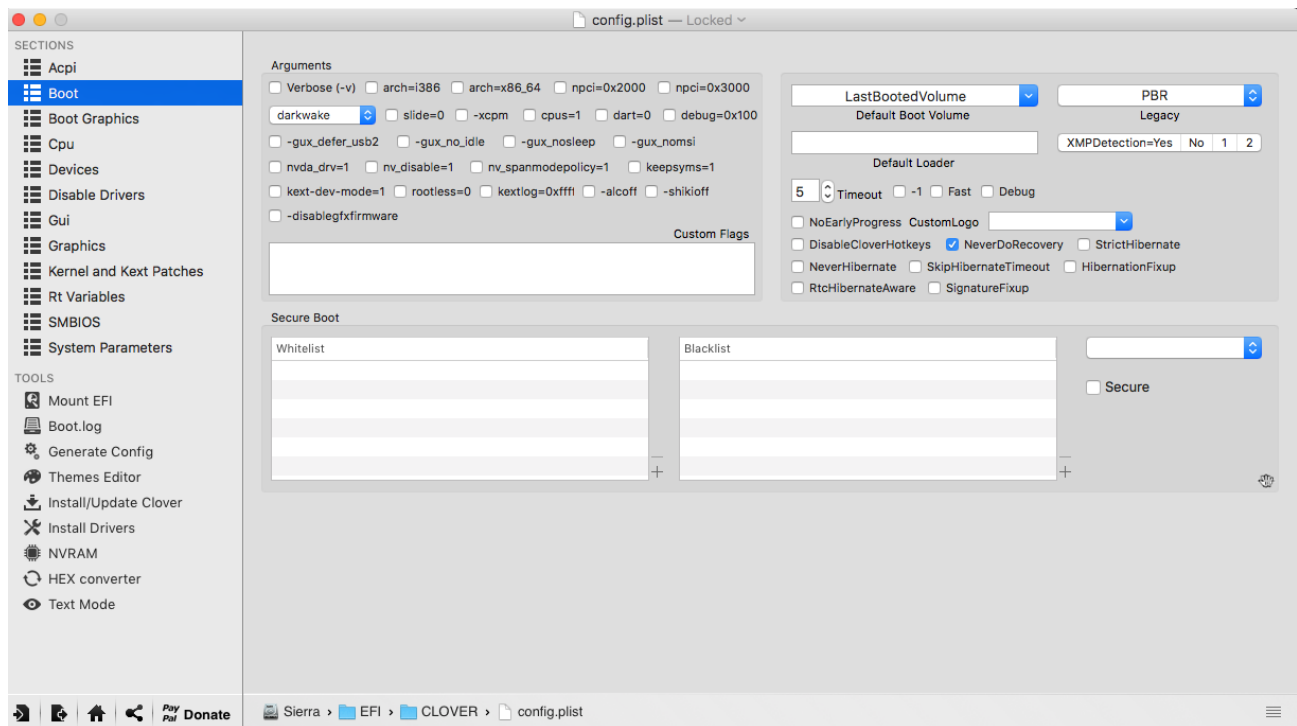 config.plist — Locked
SECTIONS
Acpi
Boot
Boot Graphics
Cpu
Devices
Disable Drivers
Gui
Graphics
Kernel and Kext Patches
Rt Variables
SMBIOS
System Parameters
TOOLS
Mount EFI
Boot.log
Generate Config
Themes Editor
Install/Update Clover
Install Drivers
NVRAM
HEX converter
Text Mode
Pay Pal Donate
Arguments
Verbose (-v) arch=i386 arch=x86_64 npci=0x2000 npci=0x3000
darkwake slide=0 -xcpm cpus=1 dart=0 debug=0x100
-gux_defer_usb2 -gux_no_idle -gux_nosleep -gux_nomsi
nvda_drv=1 nv_disable=1 nv_spanmodepolicy=1 keepsyms=1
kext-dev-mode=1 rootless=0 kextlog=0xffff -alcoff -shikioff
-disablegfxfirmware
Custom Flags
LastBootedVolume PBR
Default Boot Volume Legacy
XMPDetection=Yes No 1 2
Default Loader
5 Timeout -1 Fast Debug
NoEarlyProgress CustomLogo
DisableCloverHotkeys NeverDoRecovery StrictHibernate
NeverHibernate SkipHibernateTimeout HibernationFixup
RtcHibernateAware SignatureFixup
Secure Boot
Whitelist Blacklist
Secure
Sierra › EFI › CLOVER › config.plist